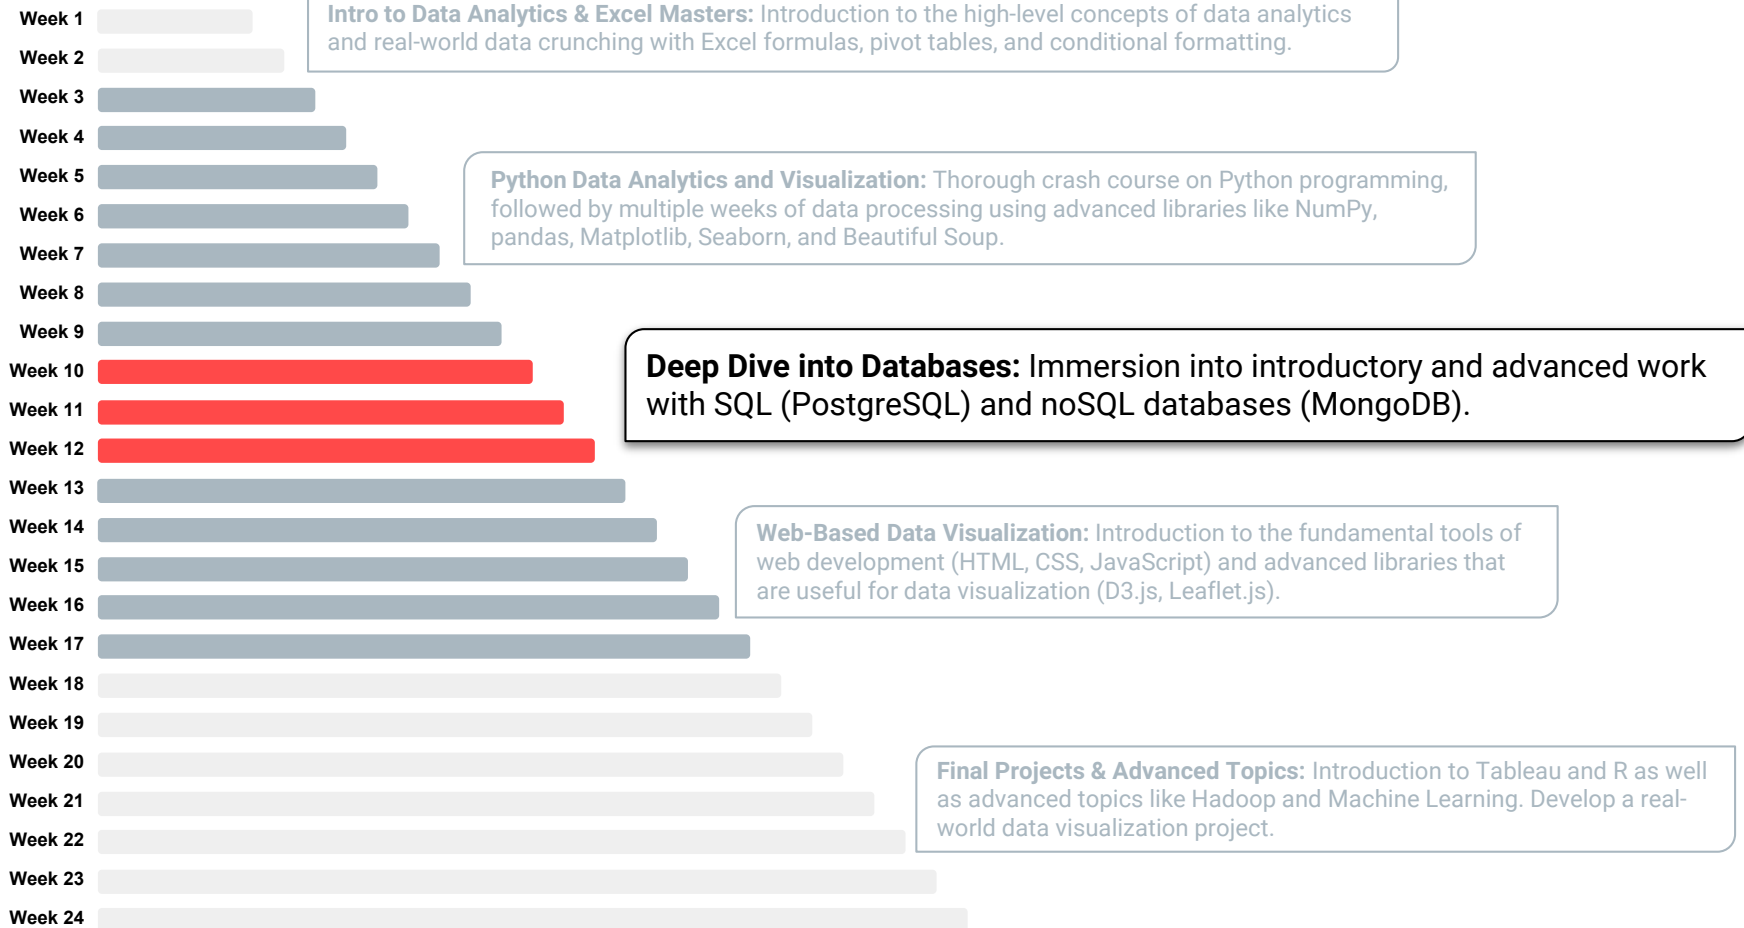 Week 1
Intro to Data Analytics & Excel Masters: Introduction to the high-level concepts of data analytics
and real-world data crunching with Excel formulas, pivot tables, and conditional formatting.
Week 2
Week 3
Week 4
Week 5
Python Data Analytics and Visualization: Thorough crash course on Python programming,
followed by multiple weeks of data processing using advanced libraries like NumPy,
pandas, Matplotlib, Seaborn, and Beautiful Soup.
Week 6
Week 7
Week 8
Week 9
Week 10
Deep Dive into Databases: Immersion into introductory and advanced work
with SQL (PostgreSQL) and noSQL databases (MongoDB).
Week 11
Week 12
Week 13
Week 14
Web-Based Data Visualization: Introduction to the fundamental tools of
web development (HTML, CSS, JavaScript) and advanced libraries that
are useful for data visualization (D3.js, Leaflet.js).
Week 15
Week 16
Week 17
Week 18
Week 19
Week 20
Final Projects & Advanced Topics: Introduction to Tableau and R as well
as advanced topics like Hadoop and Machine Learning. Develop a real-
world data visualization project.
Week 21
Week 22
Week 23
Week 24